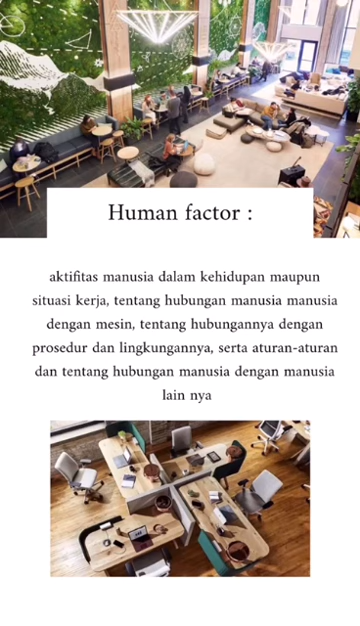 Human factor :
aktifitas manusia dalam kehidupan maupun
situasi kerja, tentang hubungan manusia manusia
dengan mesin, tentang hubungannya dengan
prosedur dan lingkungannya, serta aturan-aturan
dan tentang hubungan manusia dengan manusia
lain nya